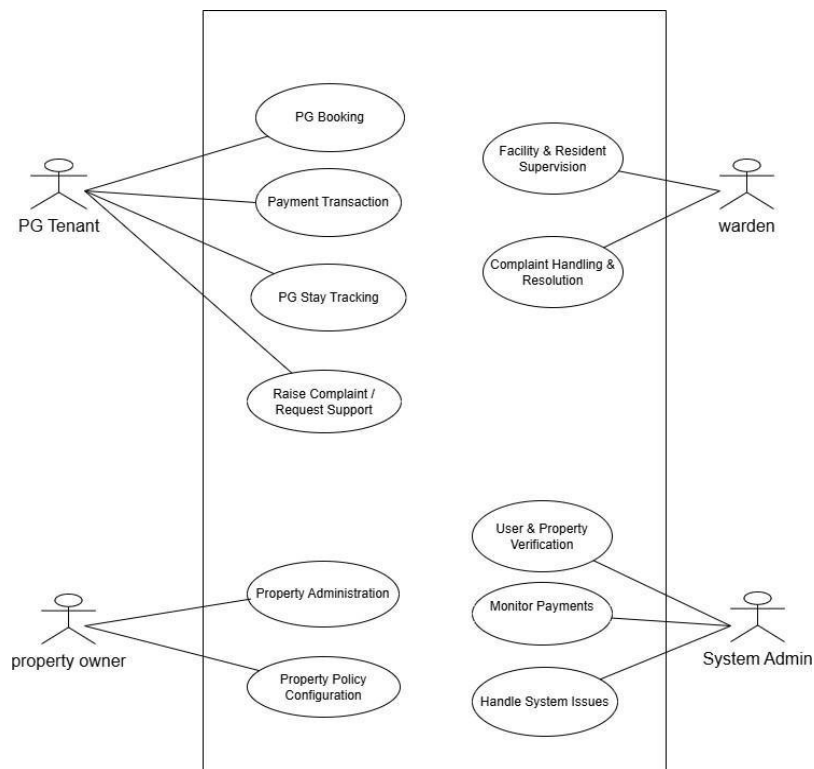 PG Booking
Payment Transaction
PG Stay Tracking
Raise Complaint /
Request Support
PG Tenant
Facility & Resident
Supervision
Complaint Handling &
Resolution
warden
Property Administration
Property Policy
Configuration
property owner
User & Property
Verification
Monitor Payments
Handle System Issues
System Admin